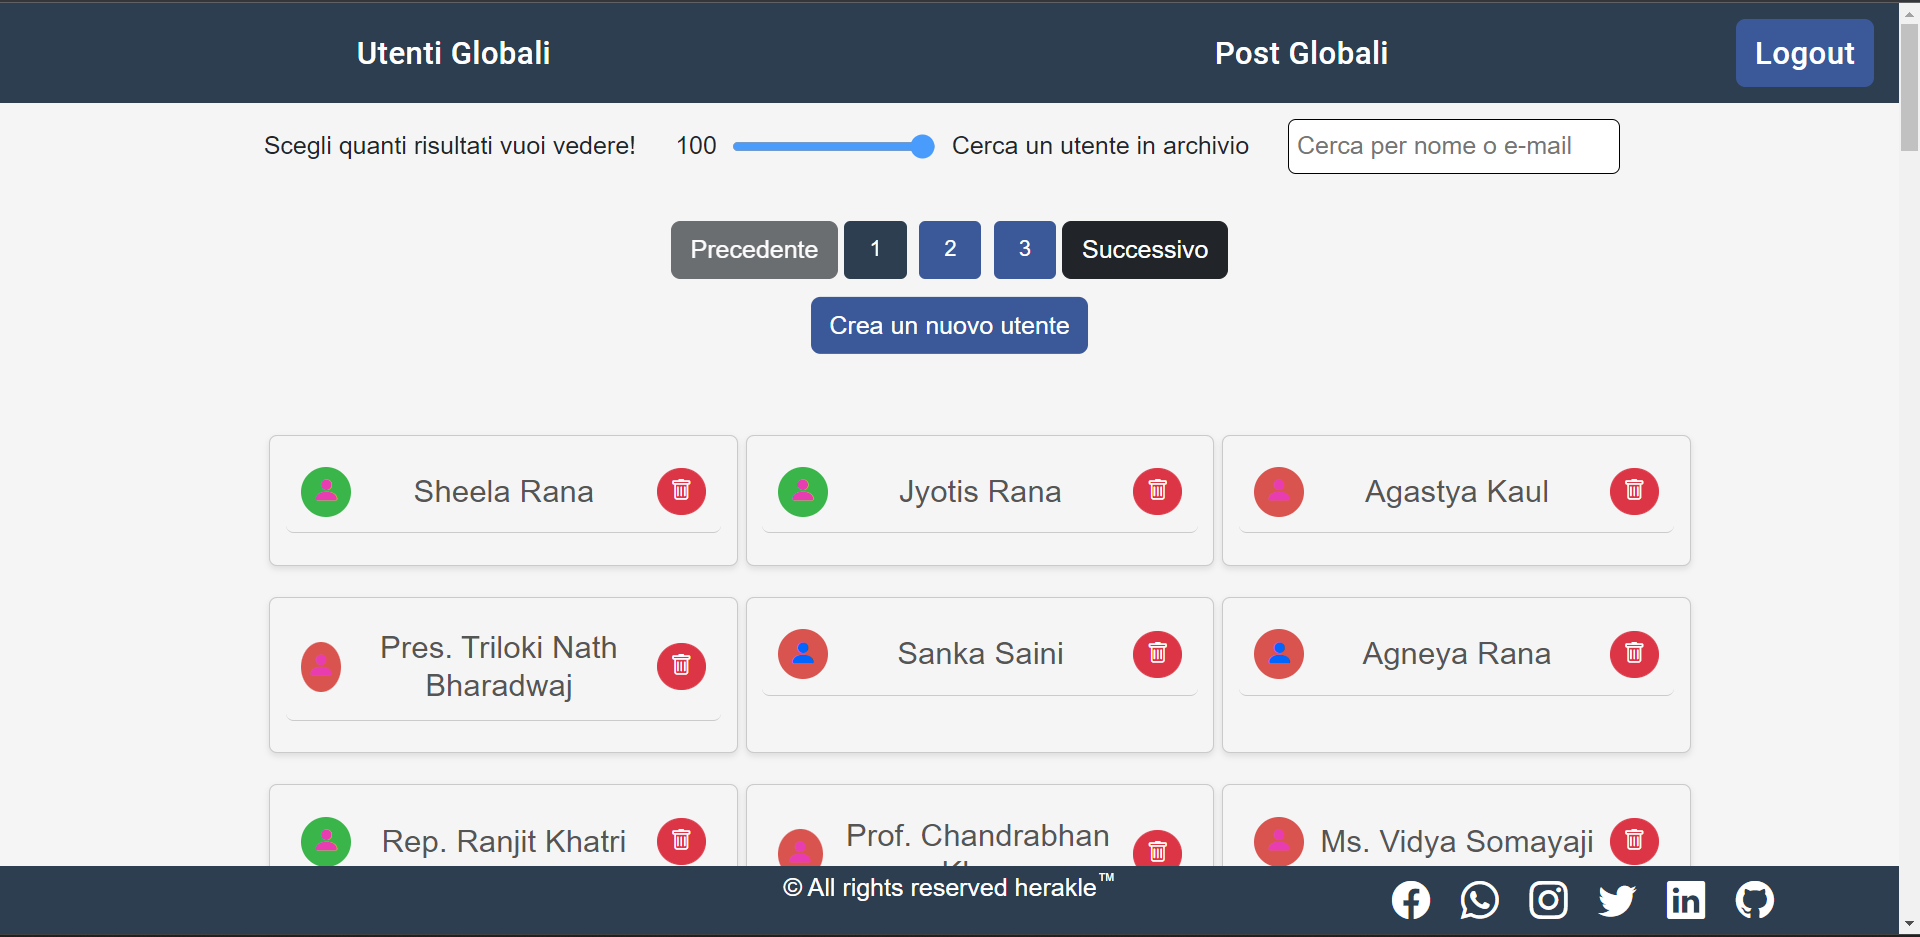 Utenti Globali
Post Globali
Logout
Scegli quanti risultati vuoi vedere!
100
Cerca un utente in archivio
Cerca per nome o e-mail
Precedente
1
2
3
Successivo
Crea un nuovo utente
Sheela Rana
Jyotis Rana
Agastya Kaul
Pres. Triloki Nath
Bharadwaj
Sanka Saini
Agneya Rana
Rep. Ranjit Khatri
Prof. Chandrabhan
Ms. Vidya Somayaji
© All rights reserved herakle™
in